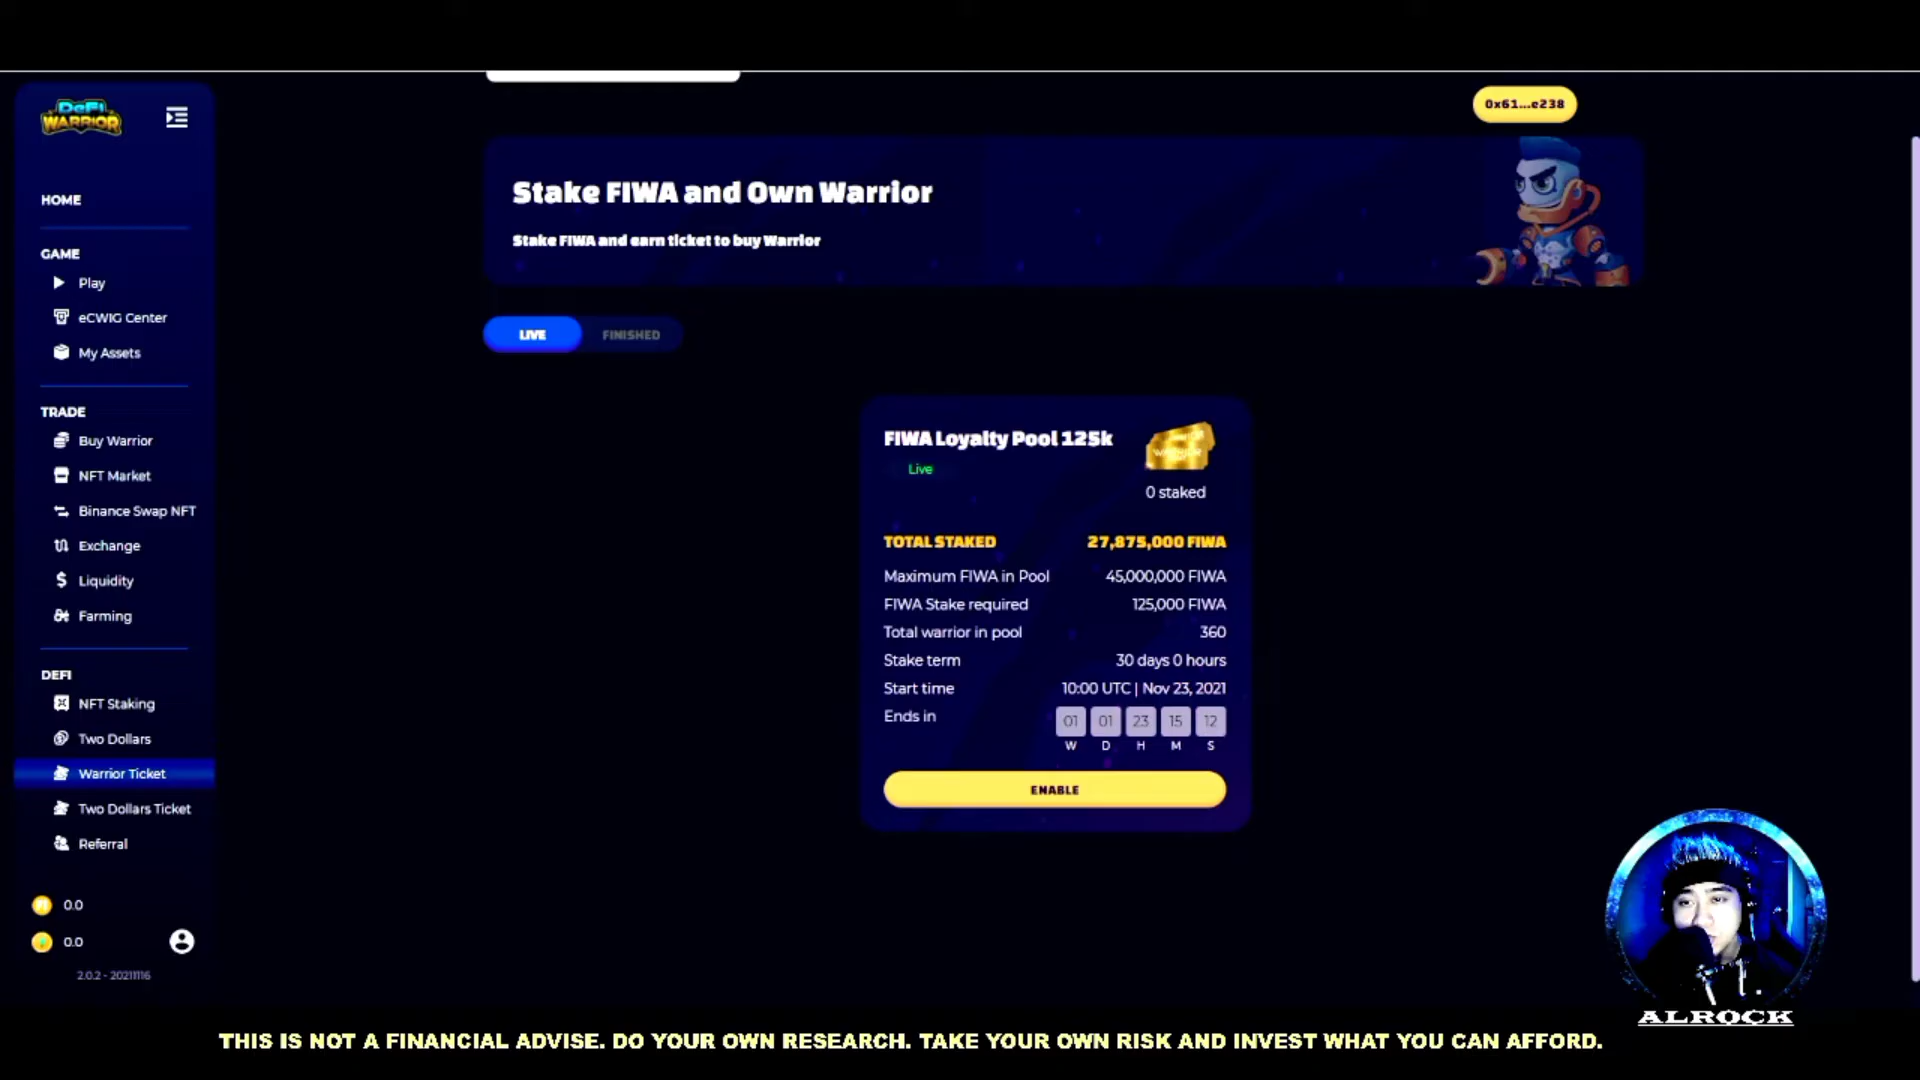 DeFi
WARRIOR
0x61...e238
HOME
GAME
Play
eCWIG Center
My Assets
TRADE
Buy Warrior
NFT Market
Binance Swap NFT
Exchange
Liquidity
Farming
DEFI
NFT Staking
Two Dollars
Warrior Ticket
Two Dollars Ticket
Referral
0.0
0.0
2.0.2 - 20211116
Stake FIWA and Own Warrior
Stake FIWA and earn ticket to buy Warrior
LIVE FINISHED
FIWA Loyalty Pool 125k
Live
0 staked
TOTAL STAKED 27,875,000 FIWA
Maximum FIWA in Pool 45,000,000 FIWA
FIWA Stake required 125,000 FIWA
Total warrior in pool 360
Stake term 30 days 0 hours
Start time 10:00 UTC | Nov 23, 2021
Ends in 01 01 23 15 12
W D H M S
ENABLE
ALROCK
THIS IS NOT A FINANCIAL ADVISE. DO YOUR OWN RESEARCH. TAKE YOUR OWN RISK AND INVEST WHAT YOU CAN AFFORD.